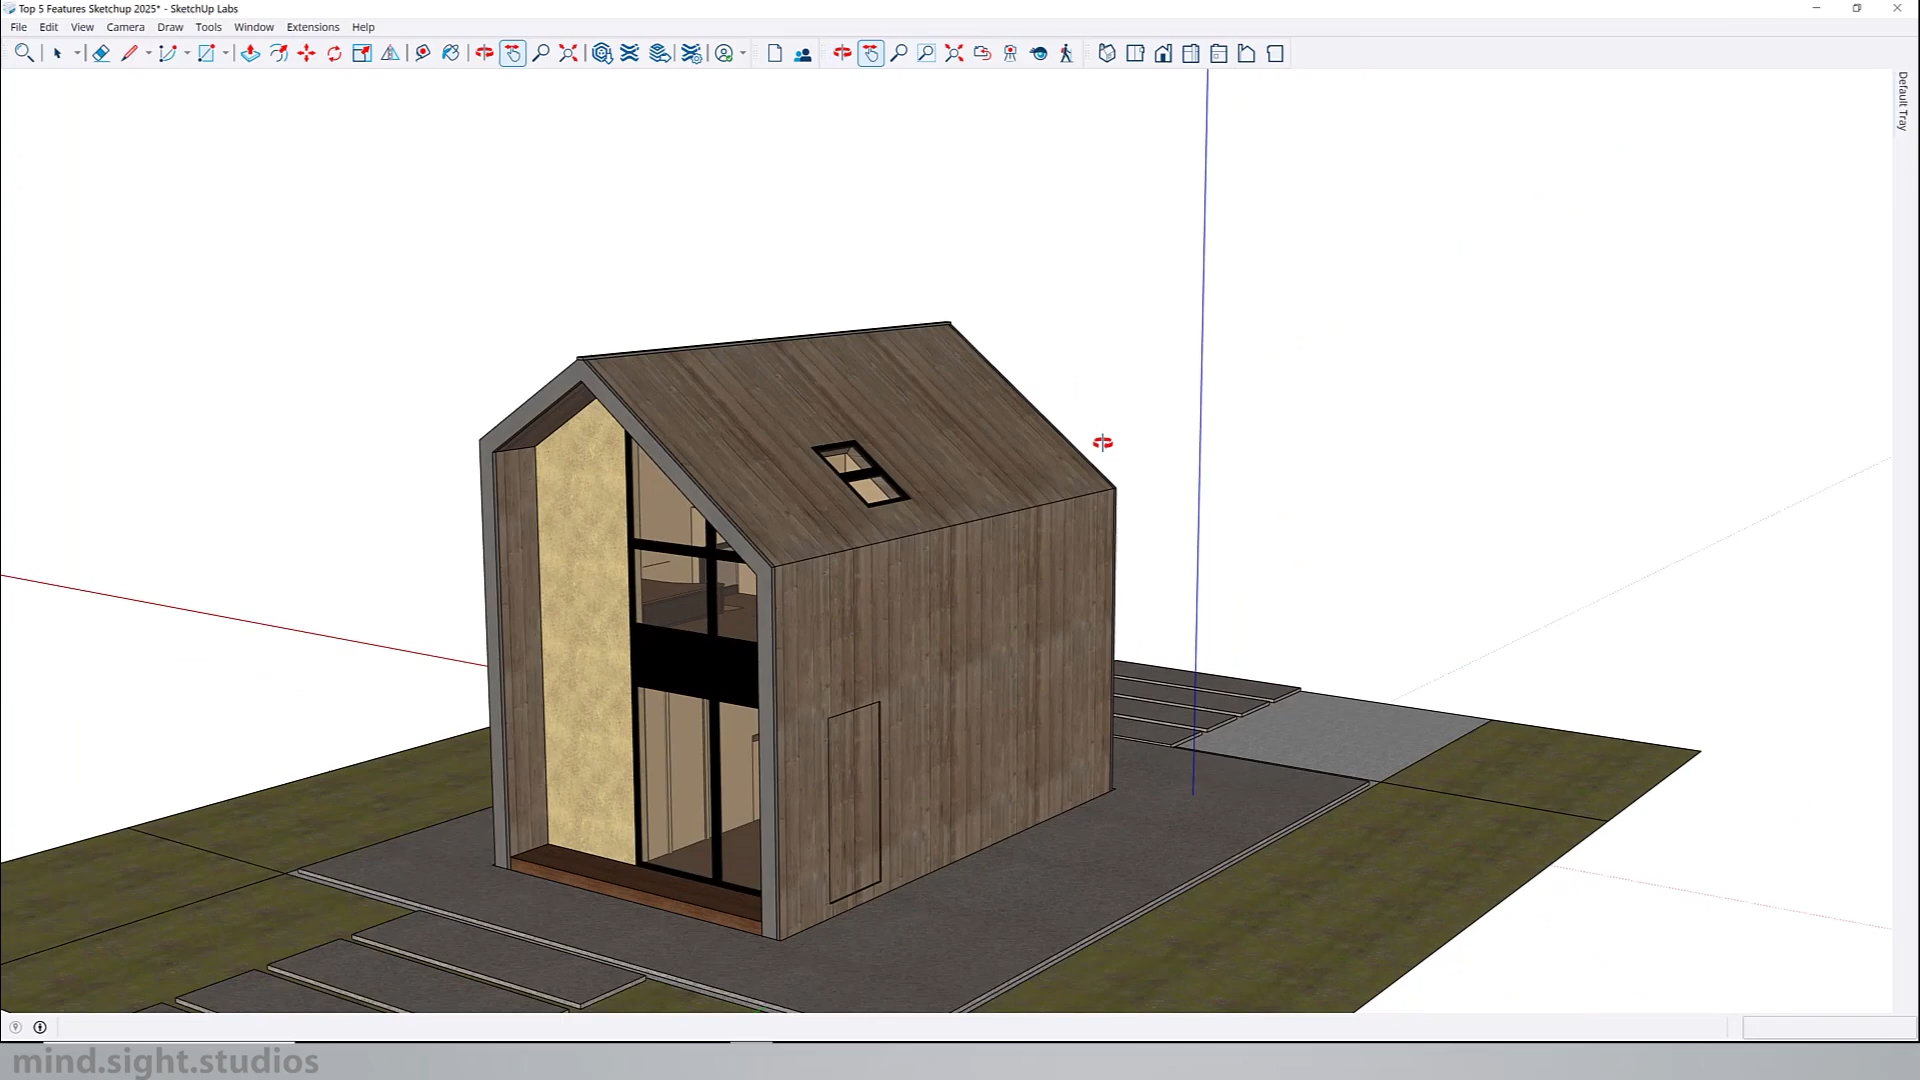 Top 5 Features Sketchup 2025* - SketchUp Labs
File Edit View Camera Draw Tools Window Extensions Help
Default Tray
mind.sight.studios